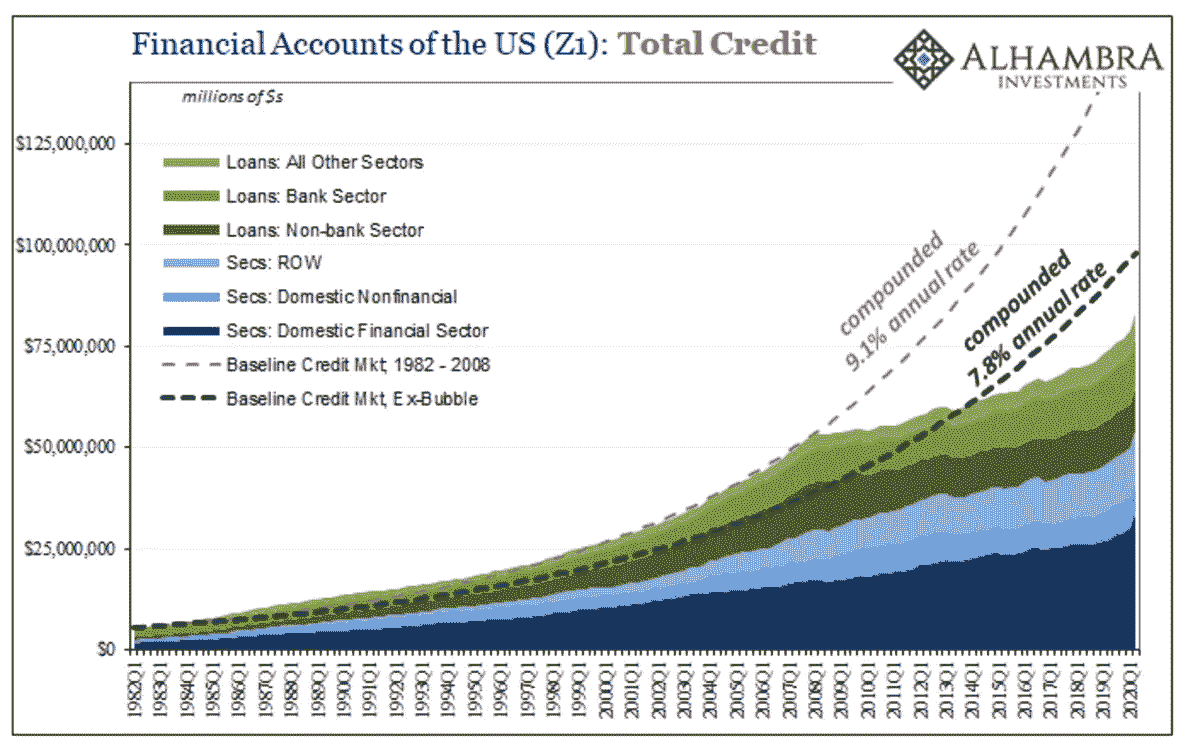 Financial Accounts of the US (Z1): Total Credit
ALHAMBRA
INVESTMENTS
millions of $s
$125,000,000
$100,000,000
$75,000,000
$50,000,000
$25,000,000
$0
Loans: All Other Sectors
Loans: Bank Sector
Loans: Non-bank Sector
Secs: ROW
Secs: Domestic Nonfinancial
Secs: Domestic Financial Sector
Baseline Credit Mkt, 1982 - 2008
Baseline Credit Mkt, Ex-Bubble
compounded
9.1% annual rate
compounded
7.8% annual rate
1982Q1
1983Q1
1984Q1
1985Q1
1986Q1
1987Q1
1988Q1
1989Q1
1990Q1
1991Q1
1992Q1
1993Q1
1994Q1
1995Q1
1996Q1
1997Q1
1998Q1
1999Q1
2000Q1
2001Q1
2002Q1
2003Q1
2004Q1
2005Q1
2006Q1
2007Q1
2008Q1
2009Q1
2010Q1
2011Q1
2012Q1
2013Q1
2014Q1
2015Q1
2016Q1
2017Q1
2018Q1
2019Q1
2020Q1